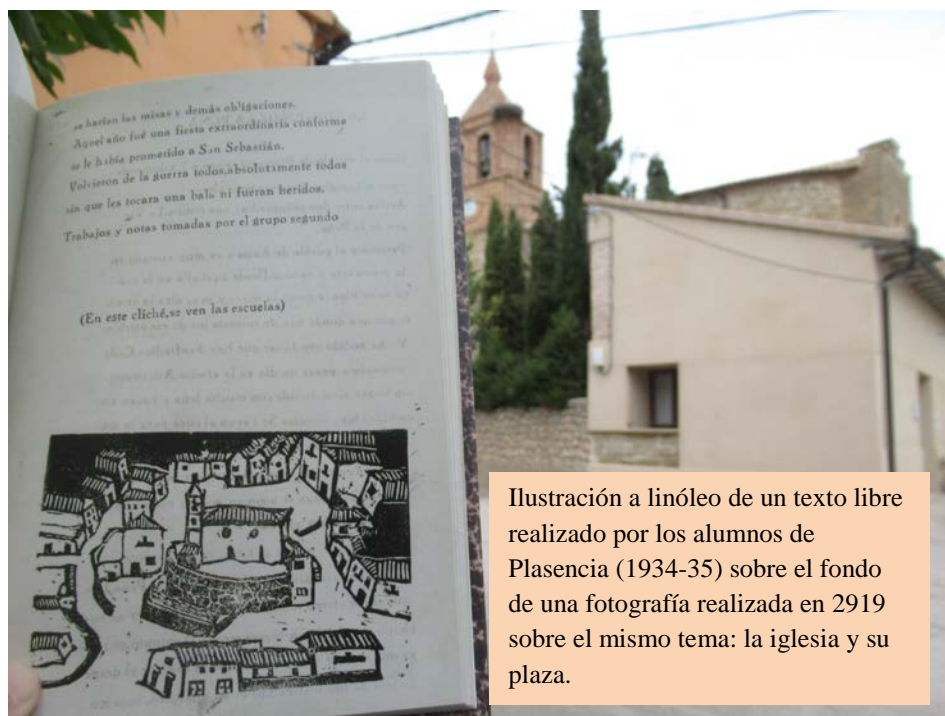 se harían las misas y demás obligaciones.
Aquel año fué una fiesta extraordinaria conforme
se le había prometido a San Sebastián.
Volvieron de la guerra todos,absolutamente todos
sin que les tocara una bala ni fueran heridos.
Trabajos y notas tomadas por el grupo segundo
(En este cliché,se ven las escuelas)
Ilustración a linóleo de un texto libre
realizado por los alumnos de
Plasencia (1934-35) sobre el fondo
de una fotografía realizada en 2919
sobre el mismo tema: la iglesia y su
plaza.